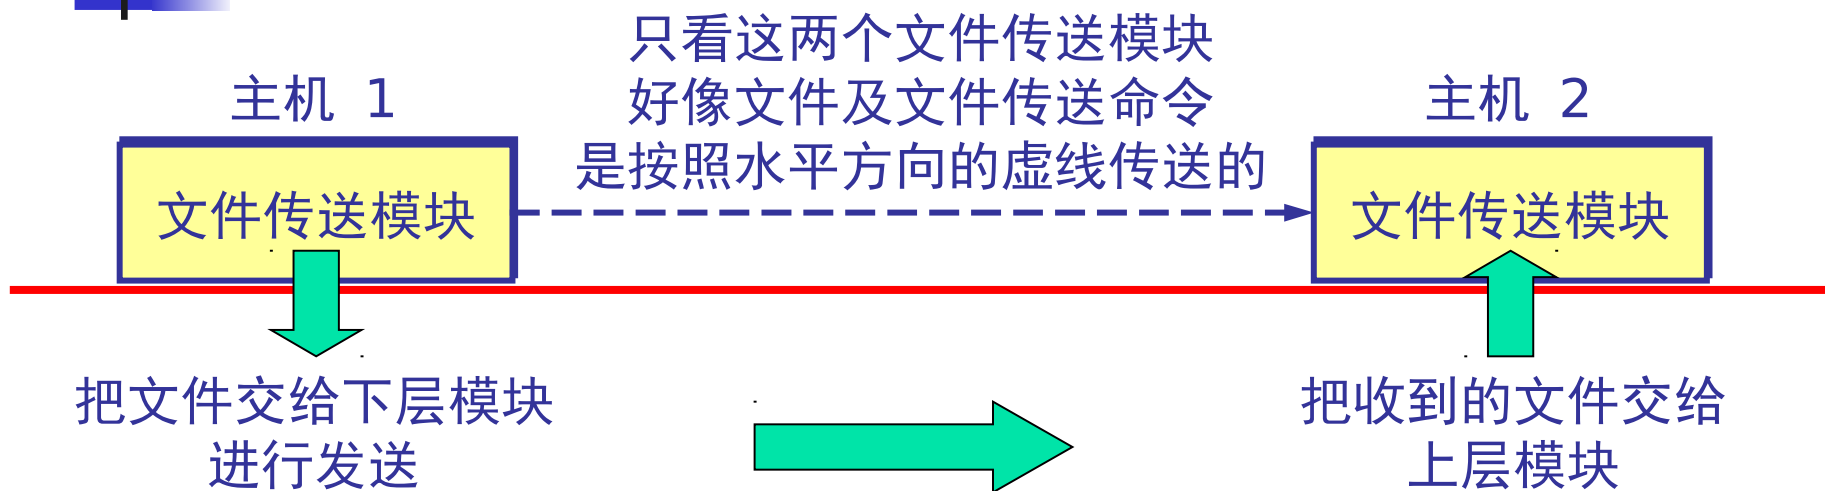 只看这两个文件传送模块
好像文件及文件传送命令
是按照水平方向的虚线传送的
主机 1
主机 2
文件传送模块
文件传送模块
把文件交给下层模块
进行发送
把收到的文件交给
上层模块